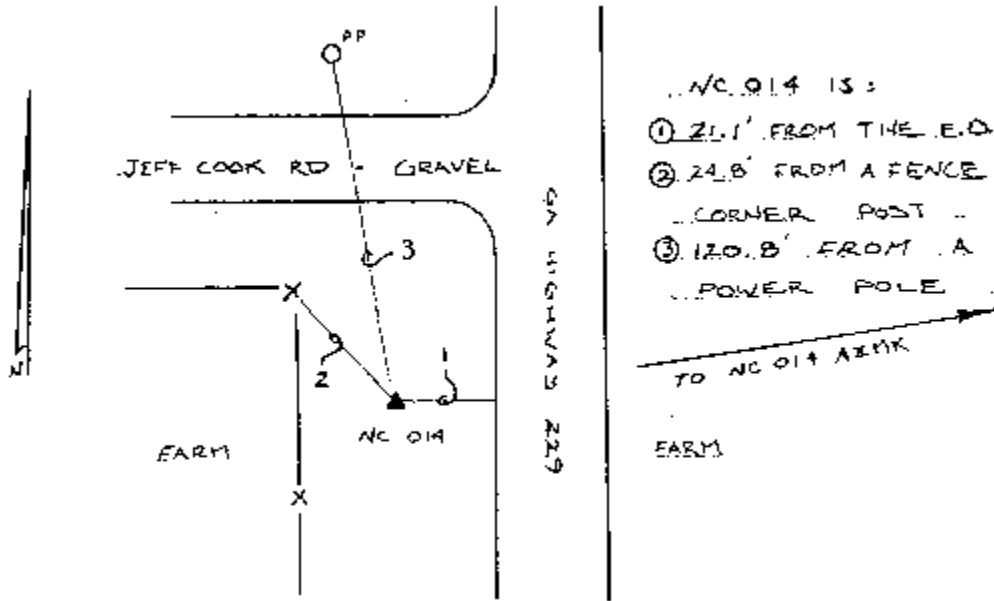 PP
N
JEFF COOK RD - GRAVEL
3
2
1
NC 014
FARM
GA HIGHWAY 229
NC 014 IS:
① 21.1' FROM THE E.O.
② 24.8' FROM A FENCE
CORNER POST
③ 120.8' FROM A
POWER POLE
TO NC 014 AZMK
FARM